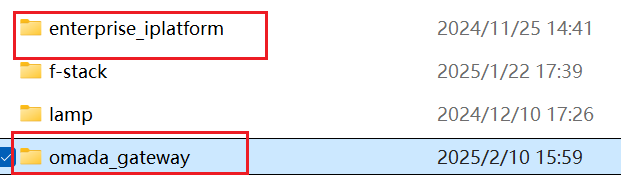 enterprise_iplatform 2024/11/25 14:41
f-stack 2025/1/22 17:39
lamp 2024/12/10 17:26
omada_gateway 2025/2/10 15:59